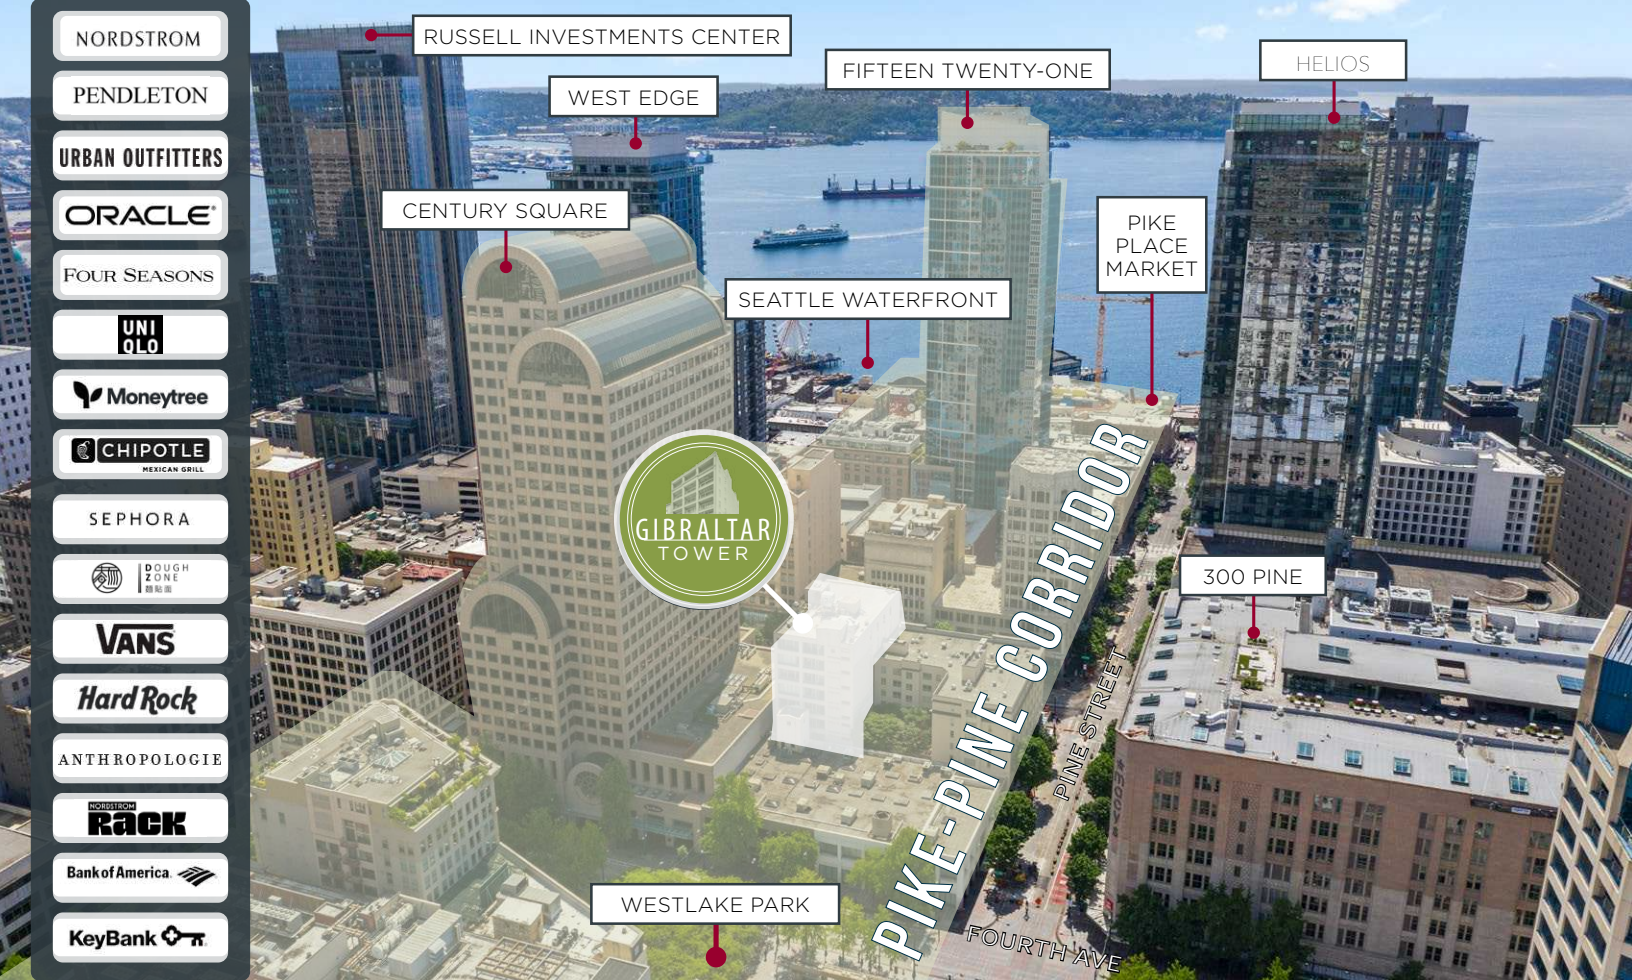 NORDSTROM
PENDLETON
URBAN OUTFITTERS
ORACLE®
FOUR SEASONS
UNI
QLO
Moneytree
CHIPOTLE
MEXICAN GRILL
SEPHORA
DOUGH
ZONE
VANS
Hard Rock
ANTHROPOLOGIE
NORDSTROM
RACK
Bank of America
KeyBank
RUSSELL INVESTMENTS CENTER
WEST EDGE
FIFTEEN TWENTY-ONE
HELIOS
CENTURY SQUARE
PIKE
PLACE
MARKET
SEATTLE WATERFRONT
GIBRALTAR
TOWER
300 PINE
PIKE-PINE CORRIDOR
PINE STREET
★macy's
WESTLAKE PARK
FOURTH AVE